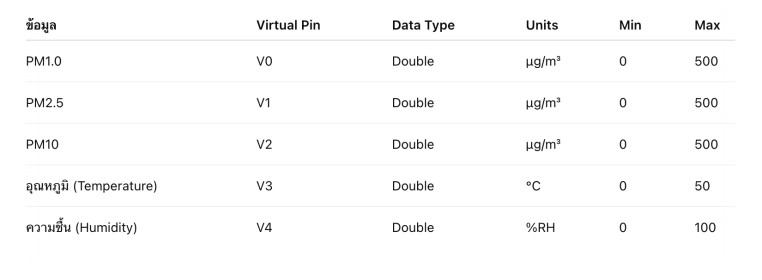 ข้อมูล Virtual Pin Data Type Units Min Max
PM1.0 V0 Double µg/m³ 0 500
PM2.5 V1 Double µg/m³ 0 500
PM10 V2 Double µg/m³ 0 500
อุณหภูมิ (Temperature) V3 Double °C 0 50
ความชื้น (Humidity) V4 Double %RH 0 100